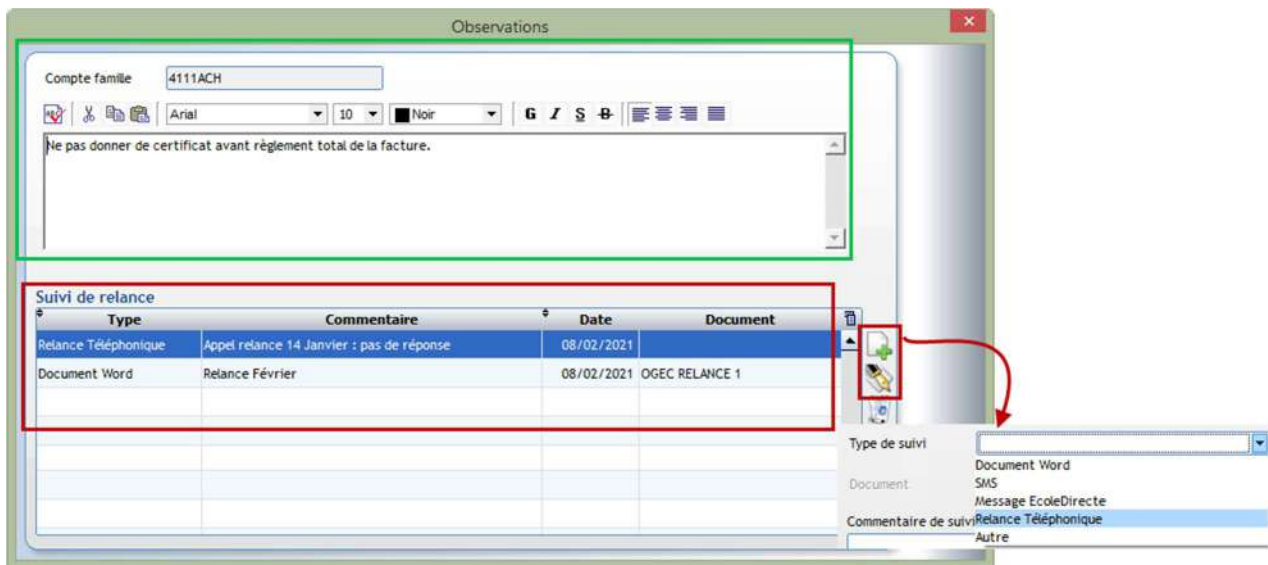 Observations
Compte famille 4111ACH
Arial 10 Noir G I S B
Ne pas donner de certificat avant règlement total de la facture.
Suivi de relance
Type Commentaire Date Document
Relance Téléphonique Appel relance 14 Janvier : pas de réponse 08/02/2021
Document Word Relance Février 08/02/2021 OGEC RELANCE 1
Type de suivi
Document Word
Document SMS
Message EcoleDirecte
Commentaire de suivi Relance Téléphonique
Autre